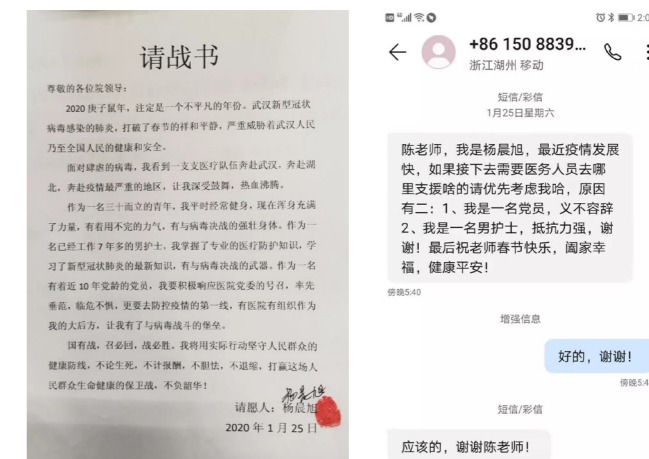 请战书
尊敬的各位院领导：
2020庚子鼠年，注定是一个不平凡的年份。武汉新型冠状
病毒感染的肺炎，打破了春节的祥和平静，严重威胁着武汉人民
乃至全国人民的健康和安全。
面对肆虐的病毒，我看到一支支医疗队伍奔赴武汉、奔赴湖
北，奔赴疫情最严重的地区，让我深受鼓舞，热血沸腾。
作为一名三十而立的青年，我平时经常健身，现在浑身充满
了力量，有着用不完的力气，有与病毒决战的强壮身体。作为一
名已经工作7年多的男护士，我掌握了专业的医疗防护知识，学
习了新型冠状肺炎的最新知识，有与病毒决战的武器。作为一名
有着近10年党龄的党员，我要积极响应医院党委的号召，率先
垂范，临危不惧，更要去防控疫情的第一线，有医院有组织作为
我的大后方，让我有了与病毒战斗的堡垒。
国有战，召必回，战必胜。我将用实际行动坚守人民群众的
健康防线，不论生死，不计报酬，不胆怯，不退缩，打赢这场人
民群众生命健康的保卫战，不负韶华！
杨晨旭
请愿人：杨晨旭
2020年1月25日
2:0
+86 150 8839...
浙江湖州 移动
短信/彩信
1月25日星期六
陈老师，我是杨晨旭，最近疫情发展
快，如果接下去需要医务人员去哪
里支援啥的请优先考虑我哈，原因
有二：1、我是一名党员，义不容辞
2、我是一名男护士，抵抗力强，谢
谢！最后祝老师春节快乐，阖家幸
福，健康平安！
傍晚5:40
增强信息
好的，谢谢！
傍晚5:4
短信/彩信
应该的，谢谢陈老师！